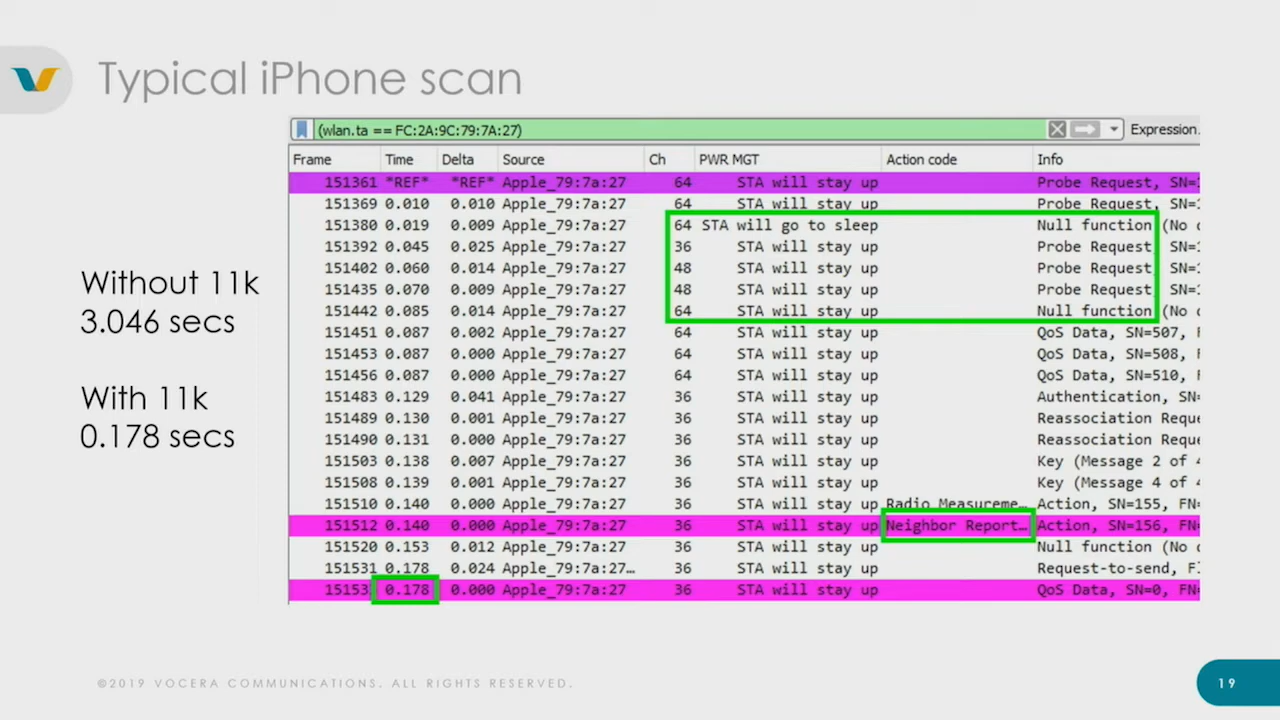 Typical iPhone scan
(wlan.ta == FC:2A:9C:79:7A:27) Expression.
Frame Time Delta Source Ch PWR MGT Action code Info
151361 *REF* *REF* Apple_79:7a:27 64 STA will stay up Probe Request, SN=1
151369 0.010 0.010 Apple_79:7a:27 64 STA will stay up Probe Request, SN=1
151380 0.019 0.009 Apple_79:7a:27 64 STA will go to sleep Null function (No d
151392 0.045 0.025 Apple_79:7a:27 36 STA will stay up Probe Request, SN=1
151402 0.060 0.014 Apple_79:7a:27 48 STA will stay up Probe Request, SN=1
151435 0.070 0.009 Apple_79:7a:27 48 STA will stay up Probe Request, SN=1
151442 0.085 0.014 Apple_79:7a:27 64 STA will stay up Null function (No d
151451 0.087 0.002 Apple_79:7a:27 64 STA will stay up QoS Data, SN=507, F
151453 0.087 0.000 Apple_79:7a:27 64 STA will stay up QoS Data, SN=508, F
151456 0.087 0.000 Apple_79:7a:27 64 STA will stay up QoS Data, SN=510, F
151483 0.129 0.041 Apple_79:7a:27 36 STA will stay up Authentication, SN=
151489 0.130 0.001 Apple_79:7a:27 36 STA will stay up Reassociation Reque
151490 0.131 0.000 Apple_79:7a:27 36 STA will stay up Reassociation Reque
151503 0.138 0.007 Apple_79:7a:27 36 STA will stay up Key (Message 2 of 4
151508 0.139 0.001 Apple_79:7a:27 36 STA will stay up Key (Message 4 of 4
151510 0.140 0.000 Apple_79:7a:27 36 STA will stay up Radio Measureme… Action, SN=155, FN=
151512 0.140 0.000 Apple_79:7a:27 36 STA will stay up Neighbor Report… Action, SN=156, FN=
151520 0.153 0.012 Apple_79:7a:27 36 STA will stay up Null function (No d
151531 0.178 0.024 Apple_79:7a:27… 36 STA will stay up Request-to-send, Fl
15153 0.178 0.000 Apple_79:7a:27 36 STA will stay up QoS Data, SN=0, FN=
Without 11k
3.046 secs
With 11k
0.178 secs
©2019 VOCERA COMMUNICATIONS. ALL RIGHTS RESERVED.
19